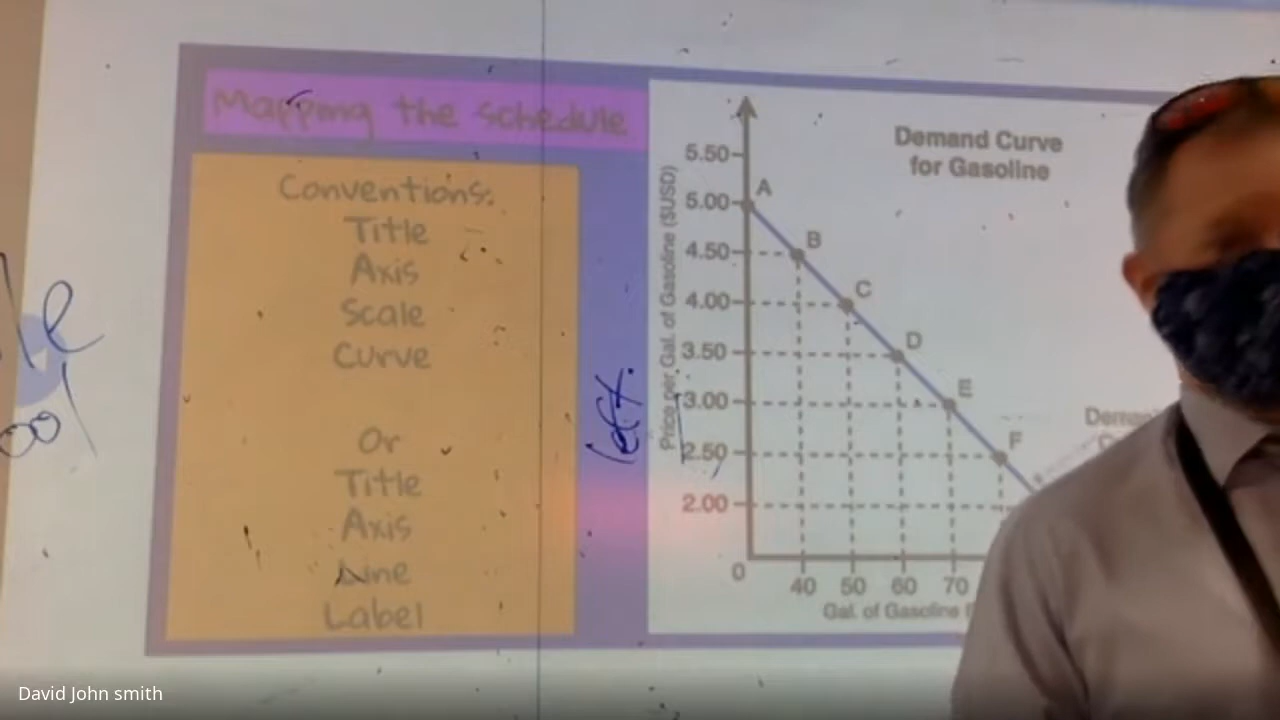 Mapping the schedule
Conventions:
Title
Axis
Scale
Curve
Or
Title
Axis
Line
Label
left.
Demand Curve
for Gasoline
Price per Gal. of Gasoline ($USD)
5.50
5.00
4.50
4.00
3.50
3.00
2.50
2.00
0
A
B
C
D
E
F
40 50 60 70
Gal. of Gasoline
David John smith